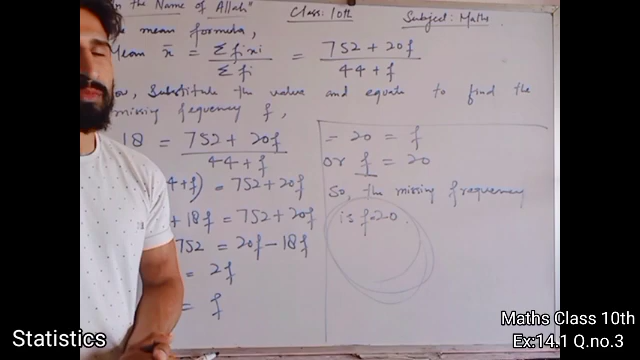 in the Name of Allah"
Class: 10th
Subject: Maths
mean formula,
Mean x̄ = Σfixi / Σfi = 752 + 20f / 44 + f
, Substitute the value and equate to find the
missing fequency f,
18 = 752 + 20f / 44 + f
4+f) = 752 + 20f
+ 18f = 752 + 20f
752 = 20f - 18f
= 2f
= f
= 20 = f
or f = 20
So, the missing frequency
is f=20.
Statistics
Maths Class 10th
Ex:14.1 Q.no.3